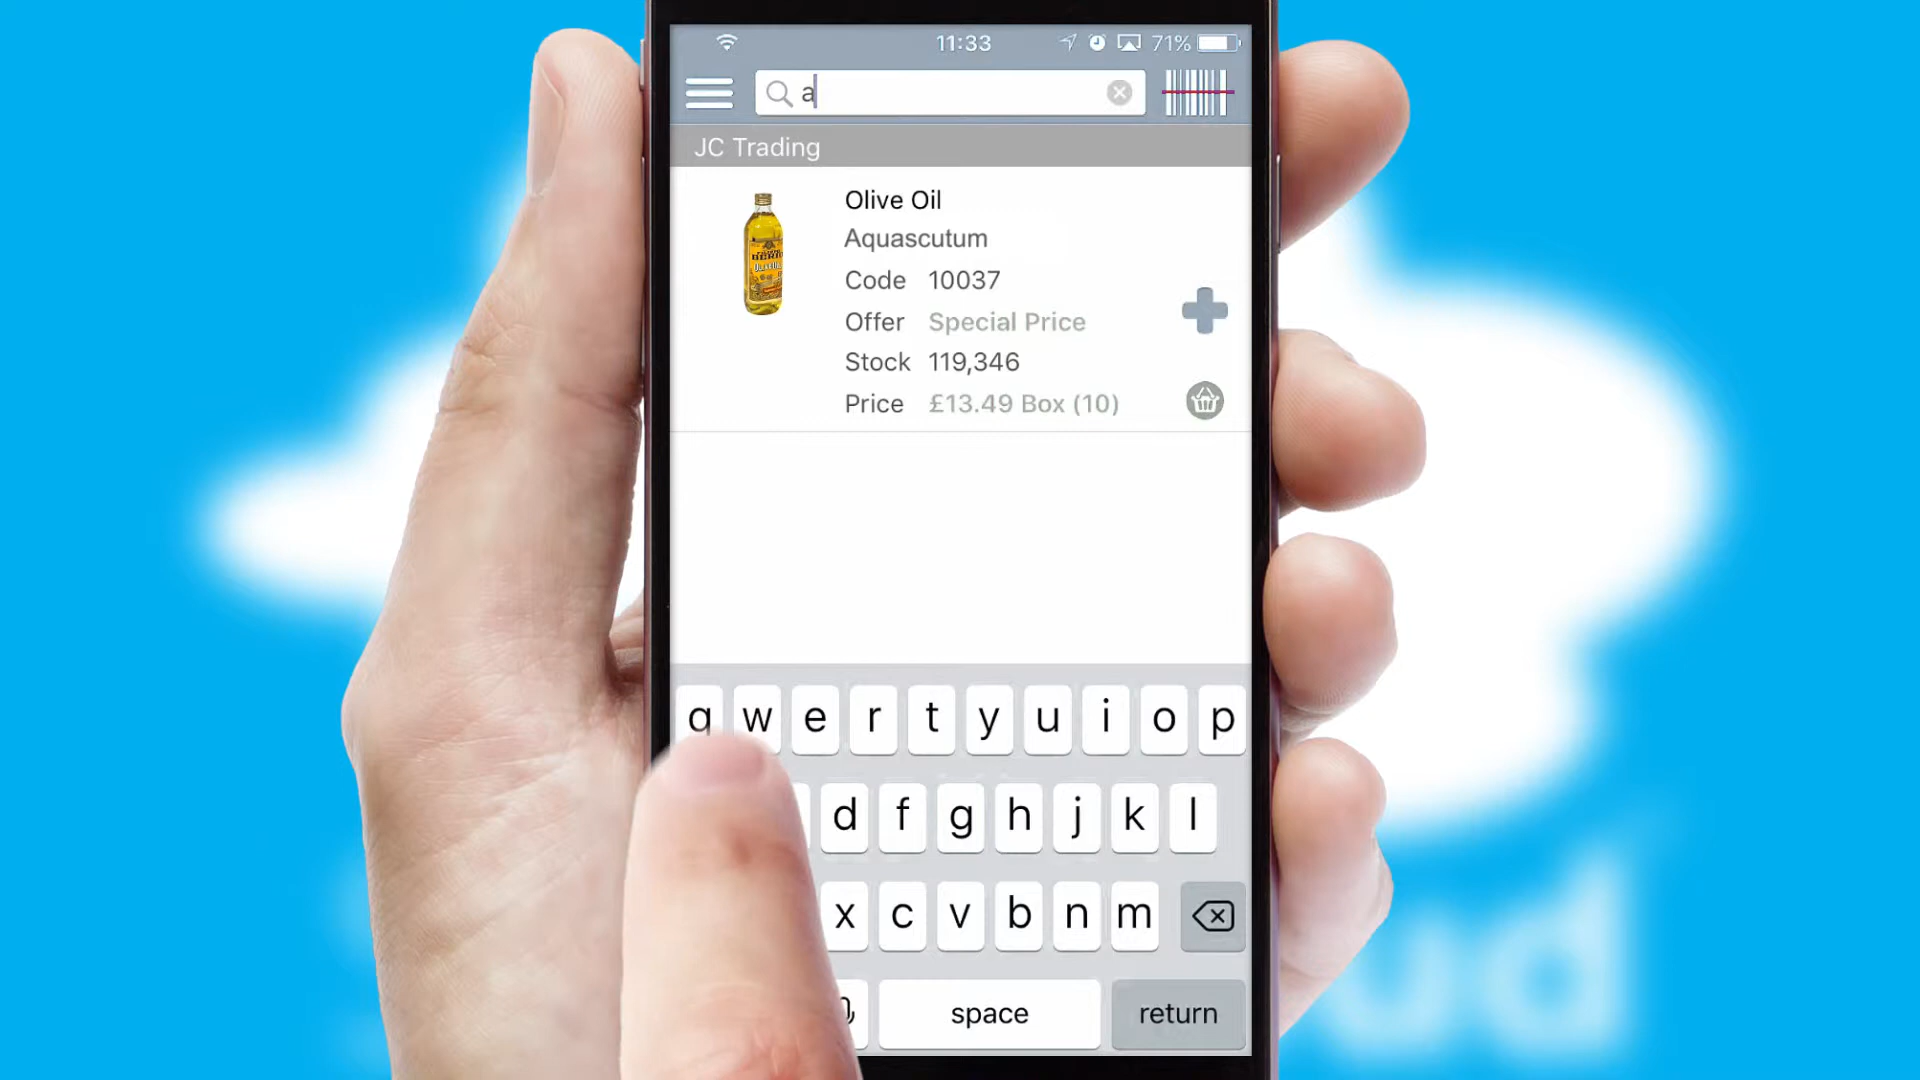 11:33 71%
a
JC Trading
Olive Oil
Aquascutum
Code 10037
Offer Special Price
Stock 119,346
Price £13.49 Box (10)
q w e r t y u i o p
d f g h j k l
x c v b n m
space return